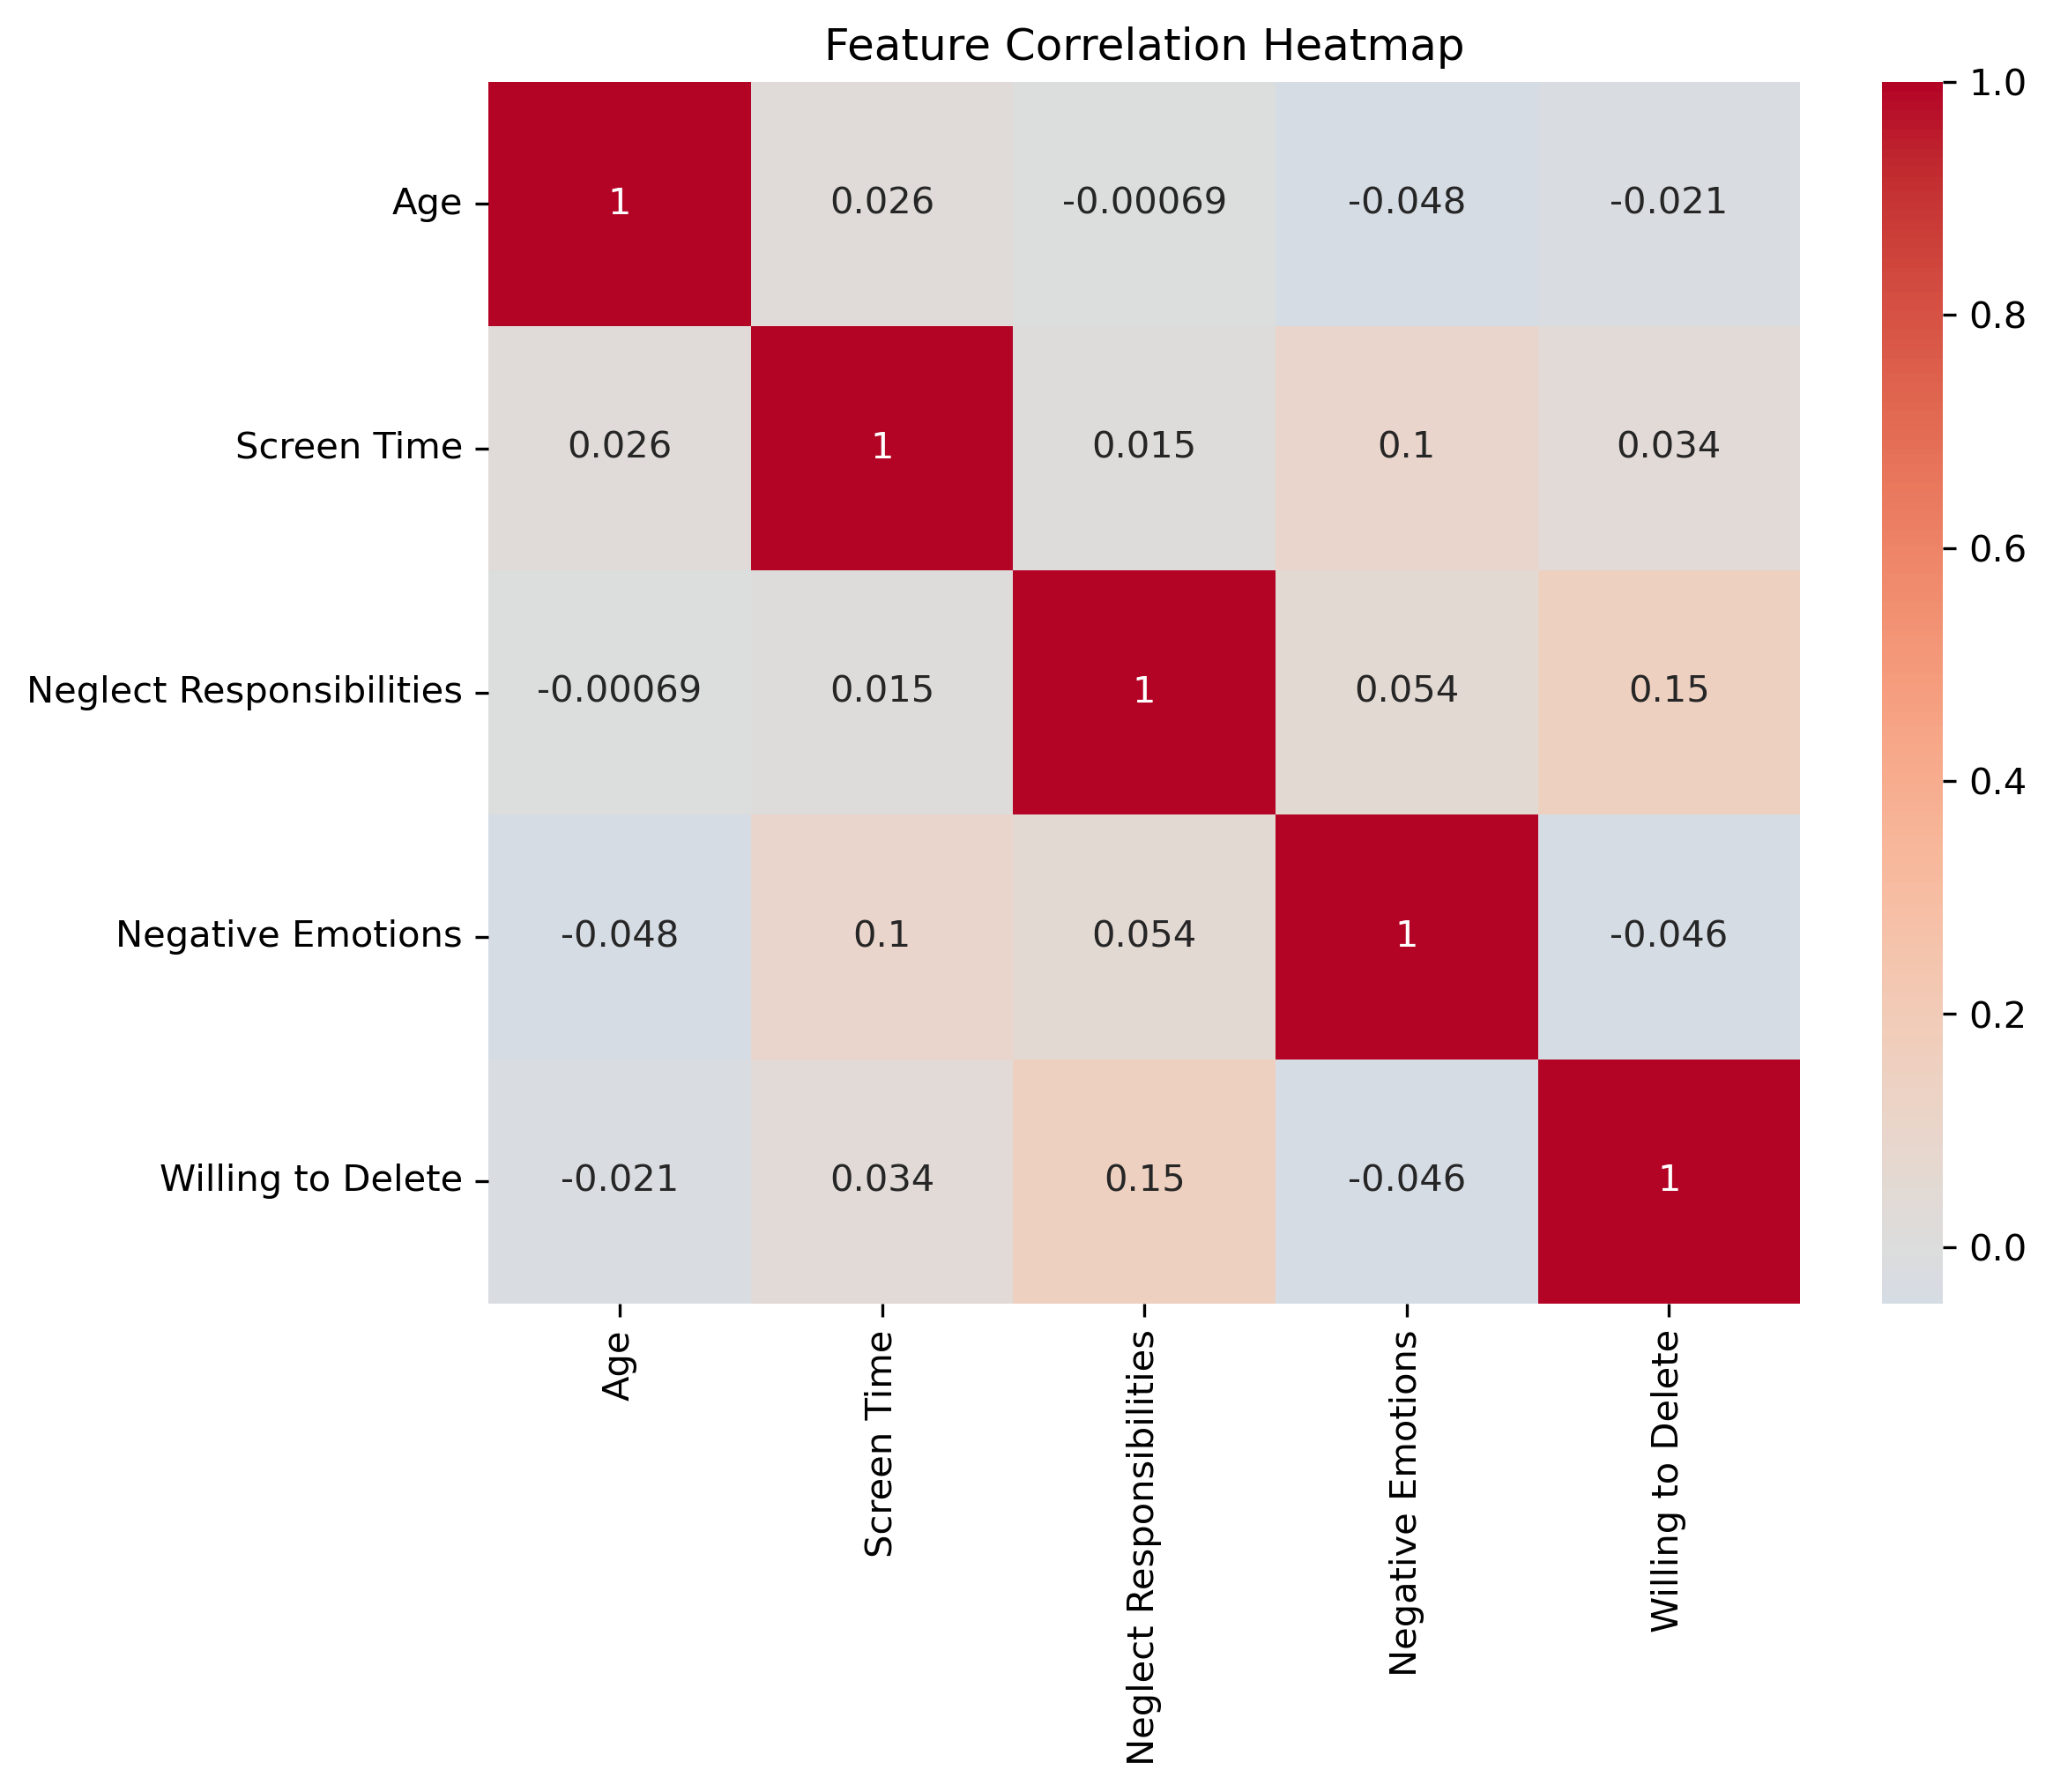 Feature Correlation Heatmap
Age
1
0.026
-0.00069
-0.048
-0.021
Screen Time
0.026
1
0.015
0.1
0.034
Neglect Responsibilities
-0.00069
0.015
1
0.054
0.15
Negative Emotions
-0.048
0.1
0.054
1
-0.046
Willing to Delete
-0.021
0.034
0.15
-0.046
1
Age
Screen Time
Neglect Responsibilities
Negative Emotions
Willing to Delete
1.0
0.8
0.6
0.4
0.2
0.0